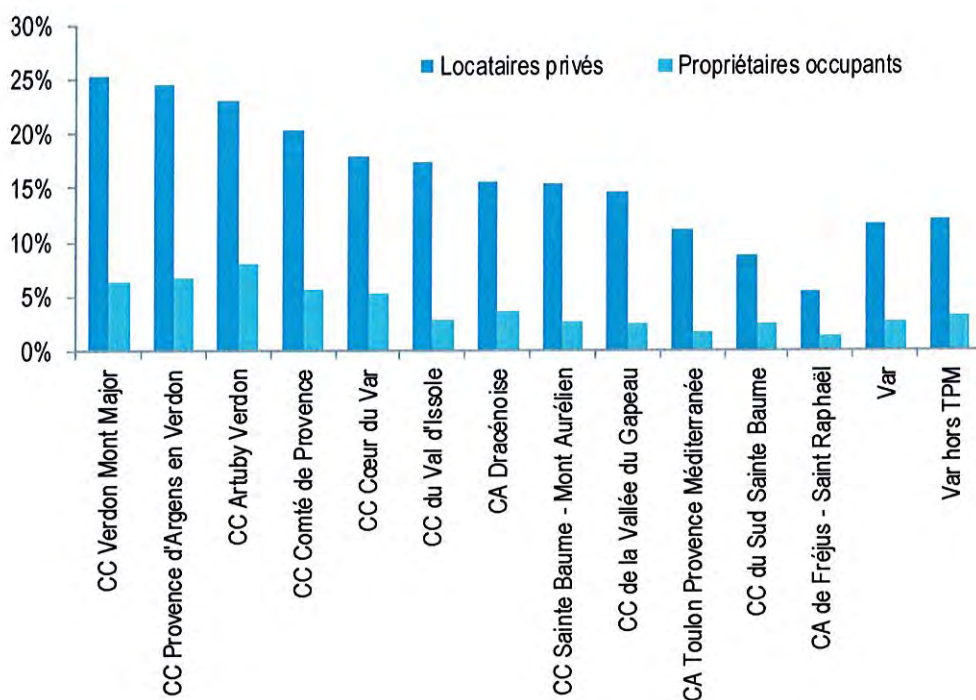 30%
25%
20%
15%
10%
5%
0%
Locataires privés
Propriétaires occupants
CC Verdon Mont Major
CC Provence d'Argens en Verdon
CC Artuby Verdon
CC Comté de Provence
CC Cœur du Var
CC du Val d'Issole
CA Dracénoise
CC Sainte Baume - Mont Aurélien
CC de la Vallée du Gapeau
CA Toulon Provence Méditerranée
CC du Sud Sainte Baume
CA de Fréjus - Saint Raphaël
Var
Var hors TPM